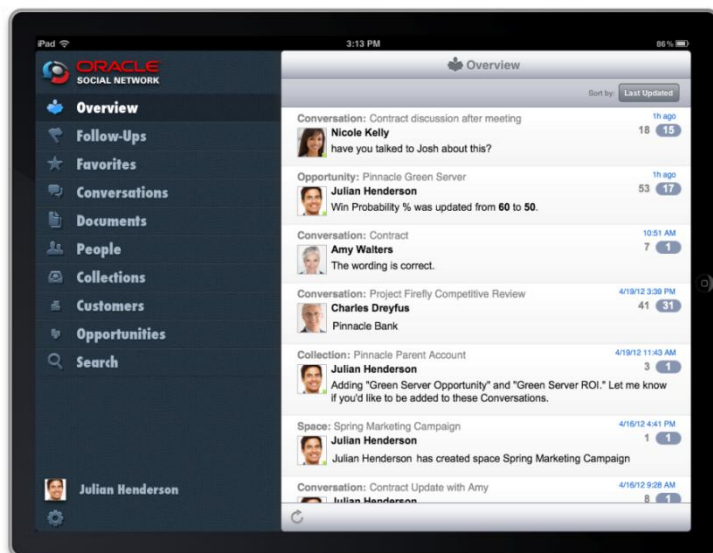 iPad
3:13 PM
86%
ORACLE
SOCIAL NETWORK
Overview
Follow-Ups
Favorites
Conversations
Documents
People
Collections
Customers
Opportunities
Search
Julian Henderson
Overview
Sort by: Last Updated
Conversation: Contract discussion after meeting
1h ago
Nicole Kelly
18 15
have you talked to Josh about this?
Opportunity: Pinnacle Green Server
1h ago
Julian Henderson
53 17
Win Probability % was updated from 60 to 50.
Conversation: Contract
10:51 AM
Amy Walters
7 1
The wording is correct.
Conversation: Project Firefly Competitive Review
4/19/12 3:39 PM
Charles Dreyfus
41 31
Pinnacle Bank
Collection: Pinnacle Parent Account
4/19/12 11:43 AM
Julian Henderson
3 1
Adding "Green Server Opportunity" and "Green Server ROI." Let me know
if you'd like to be added to these Conversations.
Space: Spring Marketing Campaign
4/16/12 4:41 PM
Julian Henderson
1 1
Julian Henderson has created space Spring Marketing Campaign
Conversation: Contract Update with Amy
4/16/12 9:28 AM
Julian Henderson
8 1